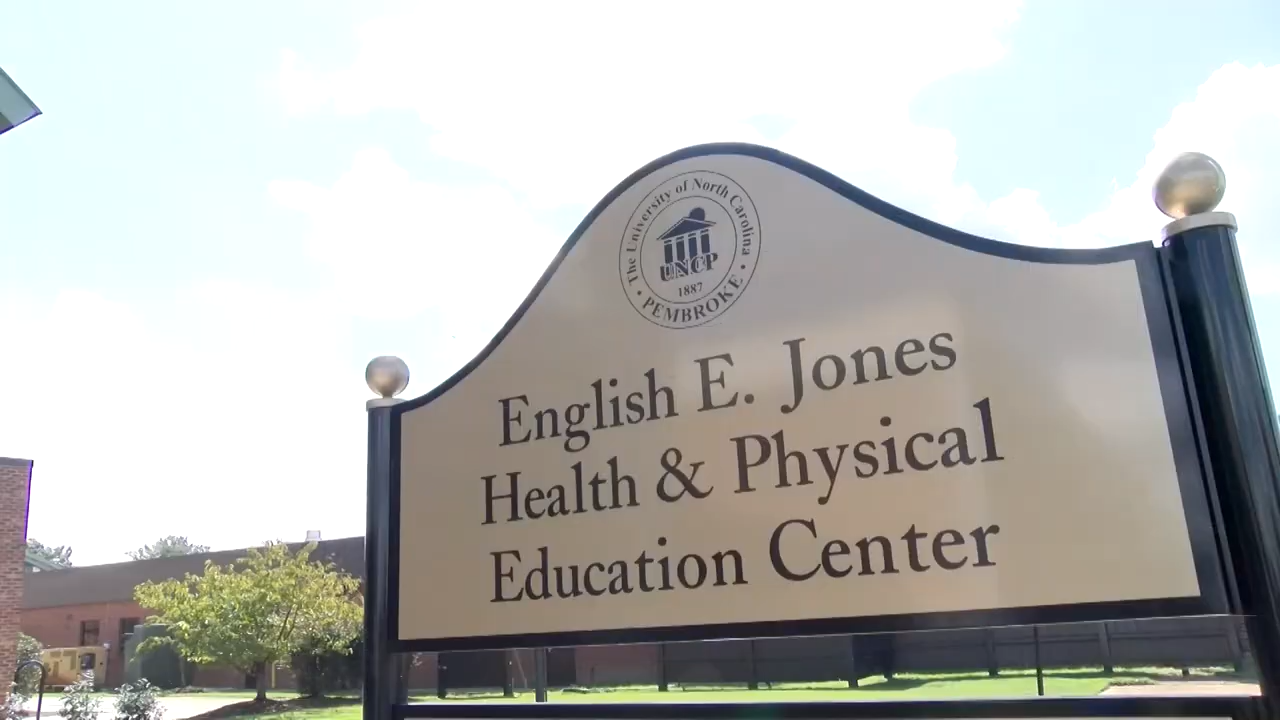 The University of North Carolina
UNCP
1887
• PEMBROKE •
English E. Jones
Health & Physical
Education Center